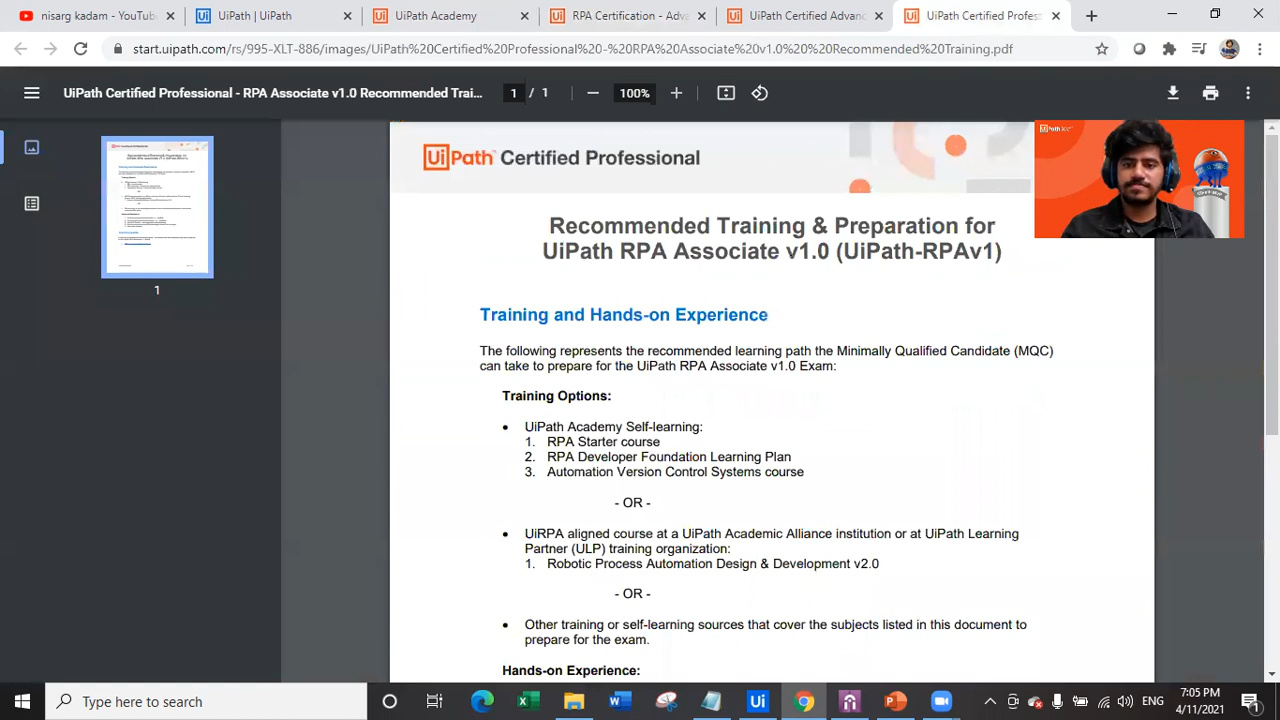 nisarg kadam - YouTube
UiPath | UiPath
UiPath Academy
RPA Certification - Adva
UiPath Certified Advanc
UiPath Certified Profess
start.uipath.com/rs/995-XLT-886/images/UiPath%20Certified%20Professional%20-%20RPA%20Associate%20v1.0%20%20Recommended%20Training.pdf
UiPath Certified Professional - RPA Associate v1.0 Recommended Trai...
1 / 1
100%
1
Ui Path™ Certified Professional
Recommended Training & Preparation for
UiPath RPA Associate v1.0 (UiPath-RPAv1)
Training and Hands-on Experience
The following represents the recommended learning path the Minimally Qualified Candidate (MQC)
can take to prepare for the UiPath RPA Associate v1.0 Exam:
Training Options:
• UiPath Academy Self-learning:
1. RPA Starter course
2. RPA Developer Foundation Learning Plan
3. Automation Version Control Systems course
- OR -
• UiRPA aligned course at a UiPath Academic Alliance institution or at UiPath Learning
Partner (ULP) training organization:
1. Robotic Process Automation Design & Development v2.0
- OR -
• Other training or self-learning sources that cover the subjects listed in this document to
prepare for the exam.
Hands-on Experience:
Type here to search
ENG
7:05 PM
4/11/2021